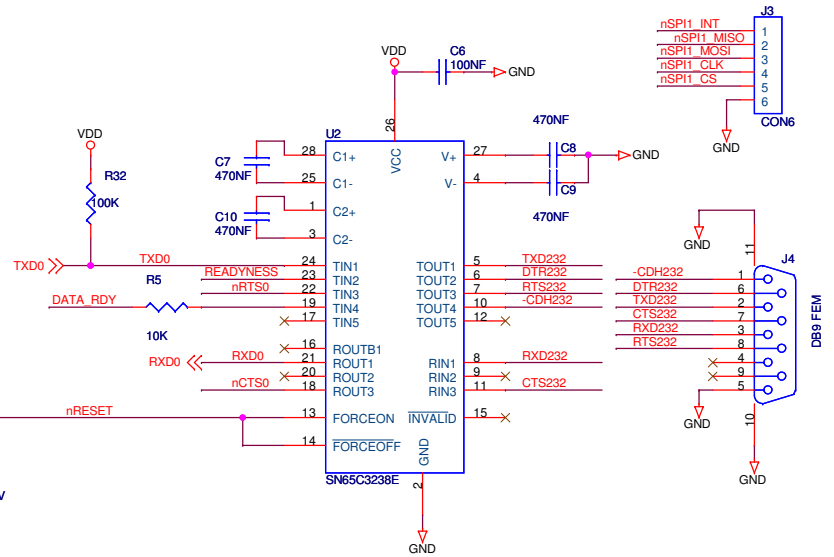 J3
nSPI1_INT 1
nSPI1_MISO 2
nSPI1_MOSI 3
nSPI1_CLK 4
nSPI1_CS 5
6
CON6
GND
VDD
C6
100NF
GND
26
U2
VCC
VDD
R32
100K
C7
470NF
28 C1+
25 C1-
C10
470NF
1 C2+
3 C2-
470NF
27 V+
C8
GND
4 V-
C9
470NF
TXD0 TXD0 24 TIN1
READYNESS 23 TIN2
nRTS0 22 TIN3
R5
DATA_RDY 19 TIN4
10K
17 TIN5
16 ROUTB1
RXD0 RXD0 21 ROUT1
20 ROUT2
nCTS0 18 ROUT3
nRESET 13 FORCEON
14 FORCEOFF
TOUT1 5 TXD232
TOUT2 6 DTR232
TOUT3 7 RTS232
TOUT4 10 -CDH232
TOUT5 12
RIN1 8 RXD232
RIN2 9
RIN3 11 CTS232
INVALID 15
GND
2
SN65C3238E
GND
GND
11
J4
-CDH232 1
DTR232 6
TXD232 2
CTS232 7
RXD232 3
RTS232 8
4
9
5
DB9 FEM
GND
10
GND
V